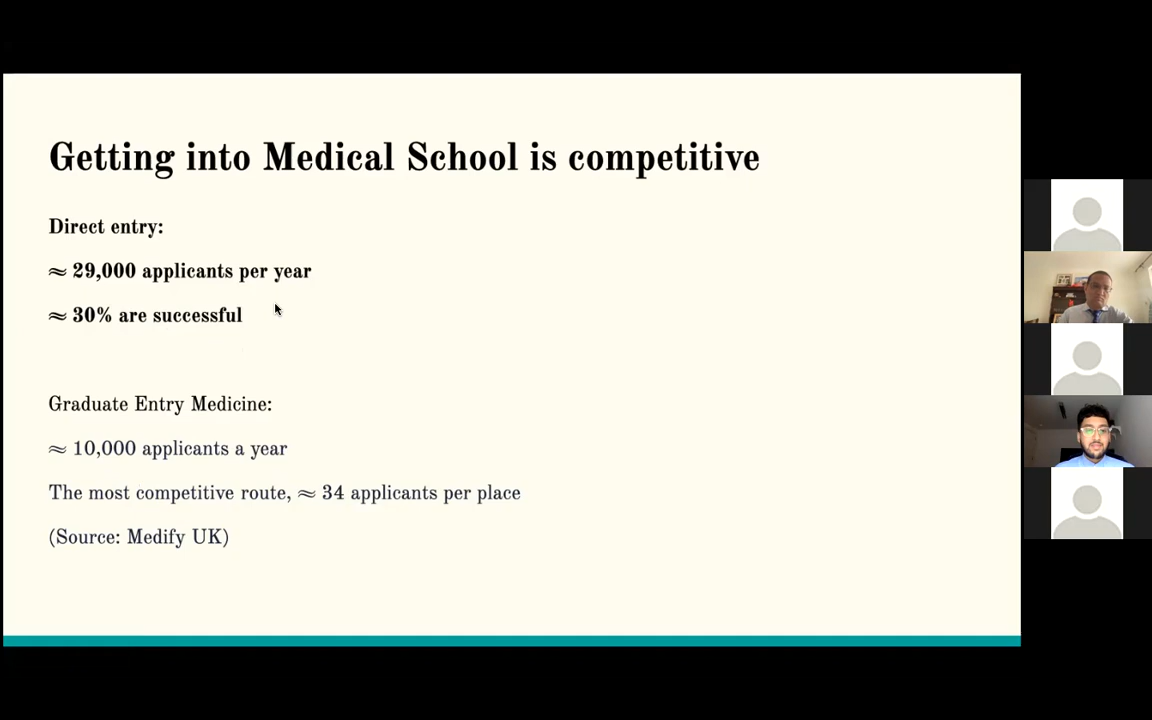 Getting into Medical School is competitive
Direct entry:
≈ 29,000 applicants per year
≈ 30% are successful
Graduate Entry Medicine:
≈ 10,000 applicants a year
The most competitive route, ≈ 34 applicants per place
(Source: Medify UK)